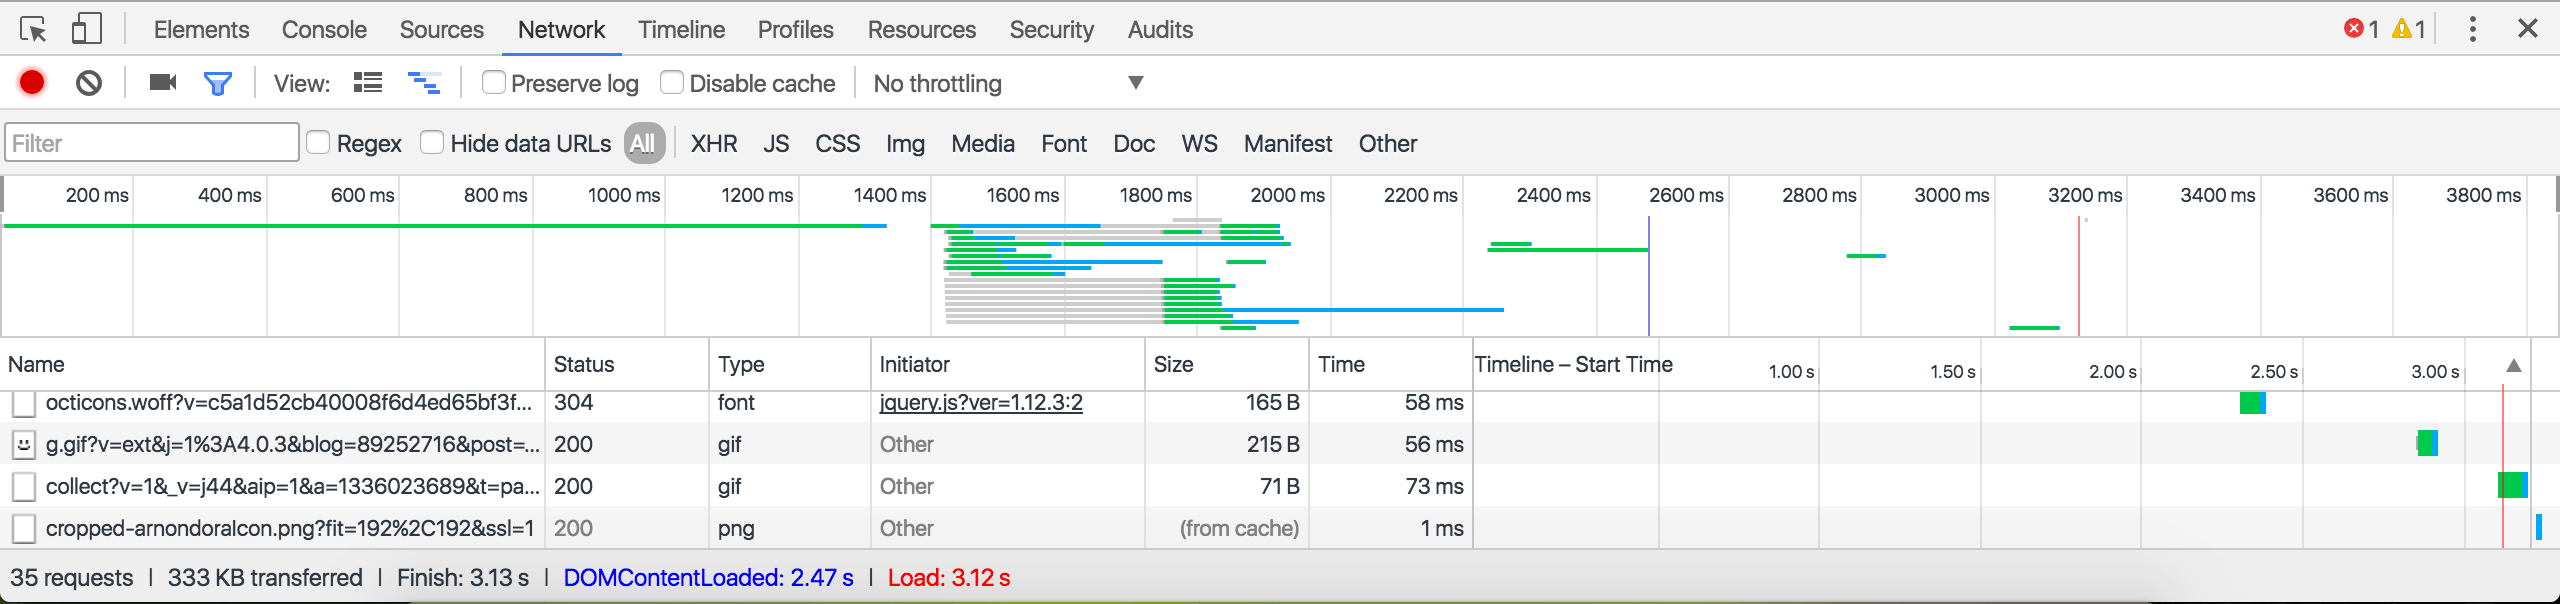 Elements Console Sources Network Timeline Profiles Resources Security Audits 1 1
View: Preserve log Disable cache No throttling
Filter Regex Hide data URLs All XHR JS CSS Img Media Font Doc WS Manifest Other
200 ms 400 ms 600 ms 800 ms 1000 ms 1200 ms 1400 ms 1600 ms 1800 ms 2000 ms 2200 ms 2400 ms 2600 ms 2800 ms 3000 ms 3200 ms 3400 ms 3600 ms 3800 ms
Name Status Type Initiator Size Time Timeline – Start Time 1.00 s 1.50 s 2.00 s 2.50 s 3.00 s
octicons.woff?v=c5a1d52cb40008f6d4ed65bf3f... 304 font jquery.js?ver=1.12.3:2 165 B 58 ms
g.gif?v=ext&j=1%3A4.0.3&blog=89252716&post=... 200 gif Other 215 B 56 ms
collect?v=1&_v=j44&aip=1&a=1336023689&t=pa... 200 gif Other 71 B 73 ms
cropped-arnondoraIcon.png?fit=192%2C192&ssl=1 200 png Other (from cache) 1 ms
35 requests | 333 KB transferred | Finish: 3.13 s | DOMContentLoaded: 2.47 s | Load: 3.12 s